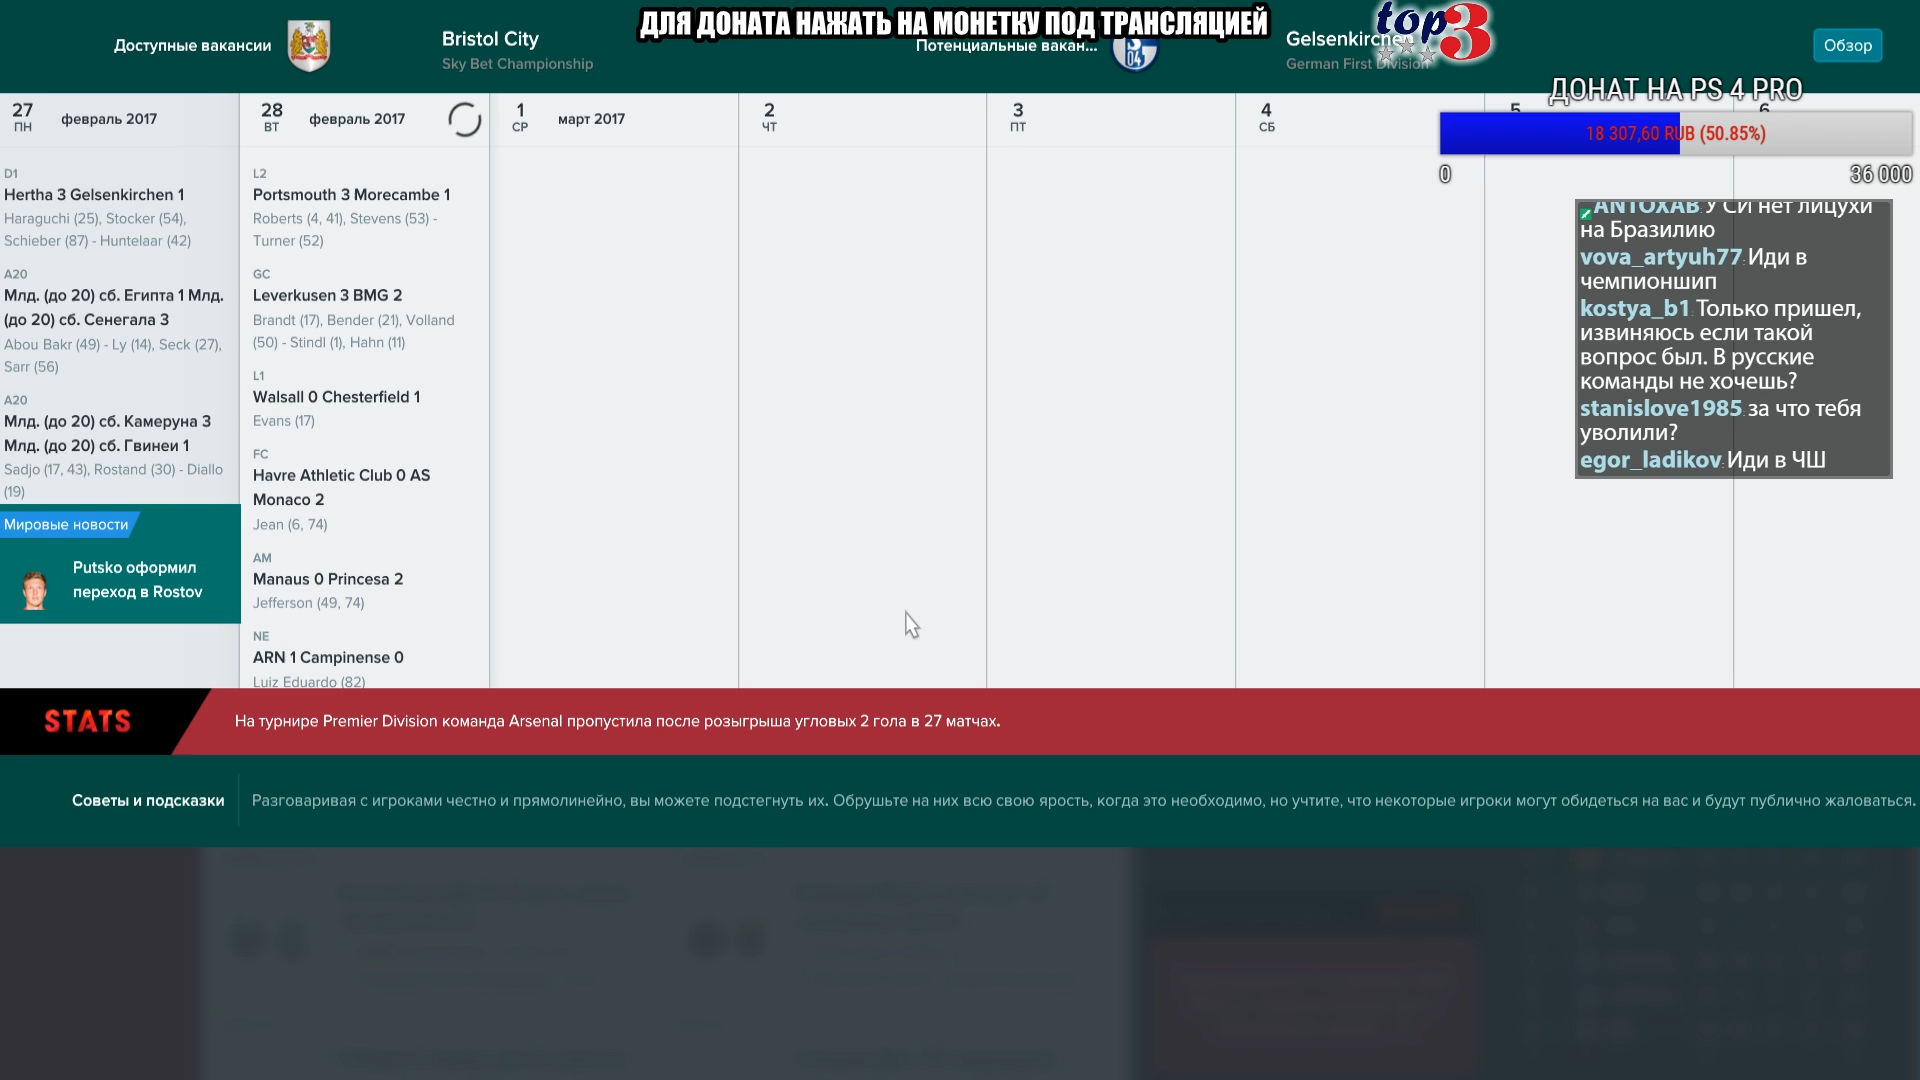 ДЛЯ ДОНАТА НАЖАТЬ НА МОНЕТКУ ПОД ТРАНСЛЯЦИЕЙ
top3
Доступные вакансии
Bristol City
Sky Bet Championship
Потенциальные вакан...
S 04
Gelsenkirchen
German First Division
Обзор
ДОНАТ НА PS 4 PRO
18 307,60 RUB (50.85%)
0
36 000
27
ПН
февраль 2017
28
ВТ
февраль 2017
1
СР
март 2017
2
ЧТ
3
ПТ
4
СБ
5
6
D1
Hertha 3 Gelsenkirchen 1
Haraguchi (25), Stocker (54),
Schieber (87) - Huntelaar (42)
A20
Млд. (до 20) сб. Египта 1 Млд.
(до 20) сб. Сенегала 3
Abou Bakr (49) - Ly (14), Seck (27),
Sarr (56)
A20
Млд. (до 20) сб. Камеруна 3
Млд. (до 20) сб. Гвинеи 1
Sadjo (17, 43), Rostand (30) - Diallo
(19)
Мировые новости
Putsko оформил
переход в Rostov
L2
Portsmouth 3 Morecambe 1
Roberts (4, 41), Stevens (53) -
Turner (52)
GC
Leverkusen 3 BMG 2
Brandt (17), Bender (21), Volland
(50) - Stindl (1), Hahn (11)
L1
Walsall 0 Chesterfield 1
Evans (17)
FC
Havre Athletic Club 0 AS
Monaco 2
Jean (6, 74)
AM
Manaus 0 Princesa 2
Jefferson (49, 74)
NE
ARN 1 Campinense 0
Luiz Eduardo (82)
ANTOXAB: У СИ нет лицухи
на Бразилию
vova_artyuh77: Иди в
чемпионшип
kostya_b1: Только пришел,
извиняюсь если такой
вопрос был. В русские
команды не хочешь?
stanislove1985: за что тебя
уволили?
egor_ladikov: Иди в ЧШ
STATS
На турнире Premier Division команда Arsenal пропустила после розыгрыша угловых 2 гола в 27 матчах.
Советы и подсказки
Разговаривая с игроками честно и прямолинейно, вы можете подстегнуть их. Обрушьте на них всю свою ярость, когда это необходимо, но учтите, что некоторые игроки могут обидеться на вас и будут публично жаловаться.